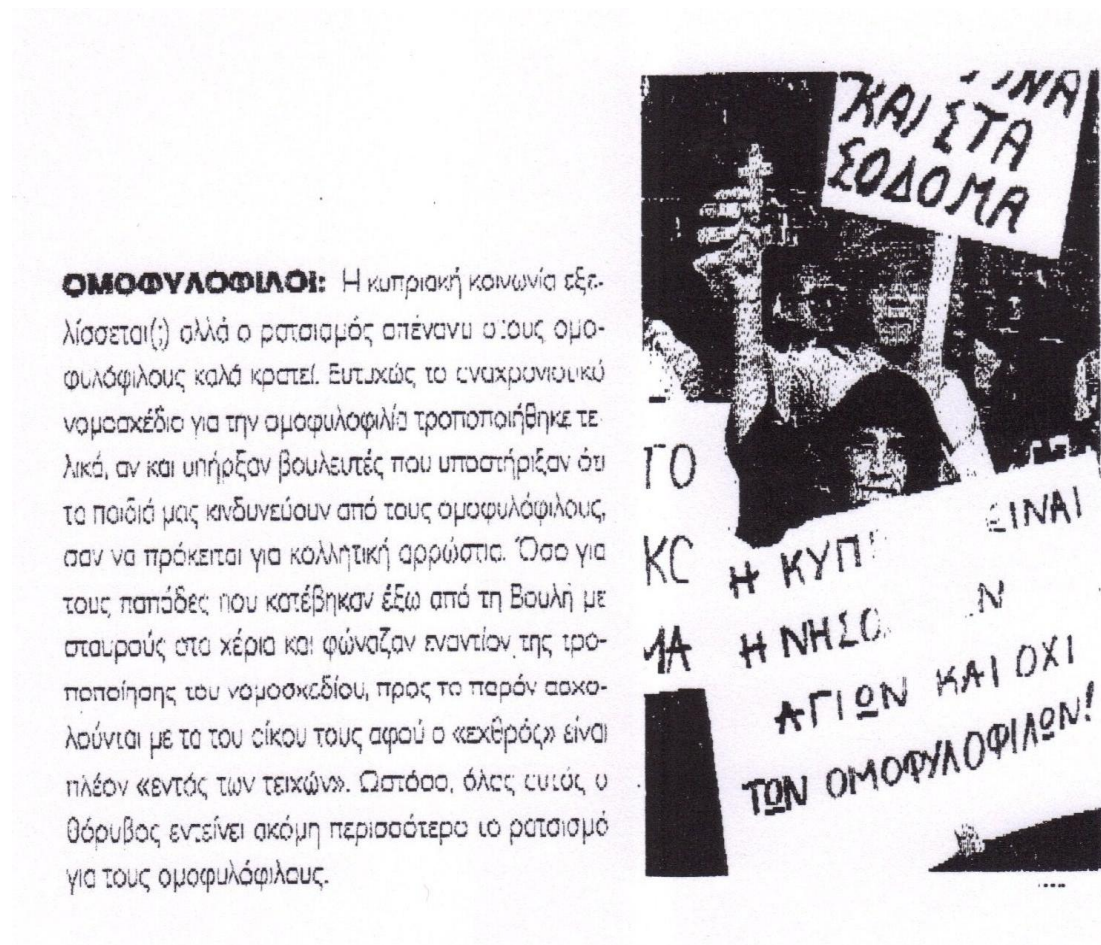 ΟΜΟΦΥΛΟΦΙΛΟΙ: Η κυπριακή κοινωνία εξε-
λίσσεται(;) αλλά ο ρατσισμός απέναντι στους ομο-
φυλόφιλους καλά κρατεί. Ευτυχώς το αναχρονιστικό
νομοσχέδιο για την ομοφυλοφιλία τροποποιήθηκε τε-
λικά, αν και υπήρξαν βουλευτές που υποστήριξαν ότι
τα παιδιά μας κινδυνεύουν από τους ομοφυλόφιλους,
σαν να πρόκειται για κολλητική αρρώστια. Όσο για
τους παπάδες που κατέβηκαν έξω από τη Βουλή με
σταυρούς στα χέρια και φώναζαν εναντίον της τρο-
ποποίησης του νομοσκεδίου, προς το παρόν ασχο-
λούνται με τα του οίκου τους αφού ο «εχθρός» είναι
πλέον «εντός των τειχών». Ωστόσο, όλος αυτός ο
θόρυβος εντείνει ακόμη περισσότερο το ρατσισμό
για τους ομοφυλόφιλους.
ΚΑΙ ΣΤΑ
ΣΟΔΟΜΑ
ΤΟ
ΜΑ
Η ΚΥΠ ΕΙΝΑΙ
Η ΝΗΣΟ Ν
ΑΓΙΩΝ ΚΑΙ ΟΧΙ
ΤΩΝ ΟΜΟΦΥΛΟΦΙΛΩΝ!